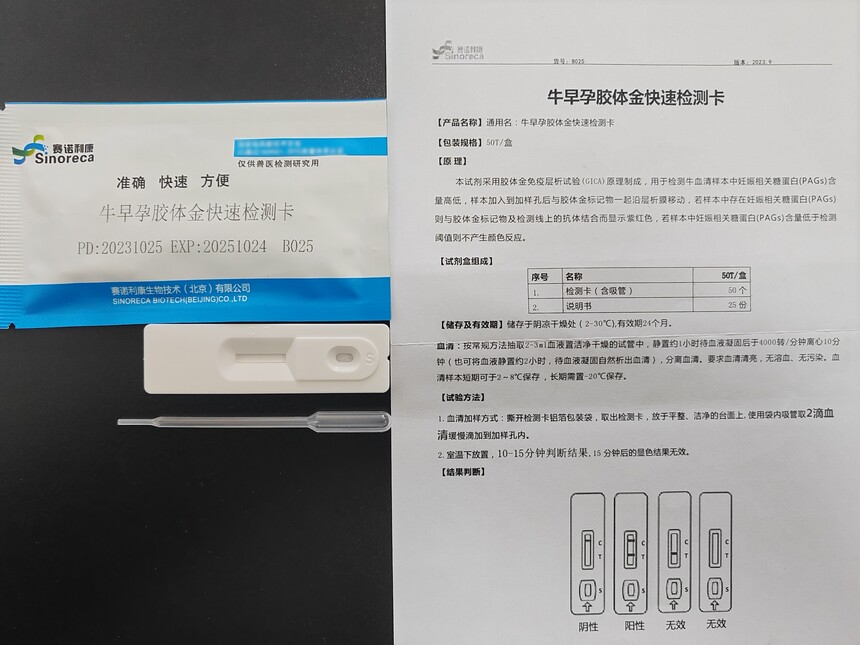 赛诺利康
Sinoreca
仅供兽医检测研究用
准确 快速 方便
牛早孕胶体金快速检测卡
PD:20231025 EXP:20251024 B025
赛诺利康生物技术（北京）有限公司
SINORECA BIOTECH(BEIJING)CO.,LTD
S
赛诺利康
Sinoreca
货号: B025
版本: 2023.9
牛早孕胶体金快速检测卡
【产品名称】通用名：牛早孕胶体金快速检测卡
【包装规格】50T/盒
【原 理】
本试剂采用胶体金免疫层析试验(GICA)原理制成，用于检测牛血清样本中妊娠相关糖蛋白(PAGs)含
量高低，样本加入到加样孔后与胶体金标记物一起沿层析膜移动，若样本中存在妊娠相关糖蛋白(PAGs)
则与胶体金标记物及检测线上的抗体结合而显示紫红色，若样本中妊娠相关糖蛋白(PAGs)含量低于检测
阈值则不产生颜色反应。
【试剂盒组成】
序号 名称 50T/盒
1. 检测卡（含吸管） 50 个
2. 说明书 25 份
【储存及有效期】储存于阴凉干燥处（2-30℃),有效期24个月。
血清：按常规方法抽取2-3ml血液置洁净干燥的试管中，静置约1小时待血液凝固后于4000转/分钟离心10分
钟（也可将血液静置约2小时，待血液凝固自然析出血清），分离血清。要求血清清亮，无溶血、无污染。血
清样本短期可于2～8℃保存，长期需置-20℃保存。
【试验方法】
1. 血清加样方式：撕开检测卡铝箔包装袋，取出检测卡，放于平整、洁净的台面上, 使用袋内吸管取2滴血
清缓慢滴加到加样孔内。
2. 室温下放置，10-15分钟判断结果, 15 分钟后的显色结果无效。
【结果判断】
C C C C
T T T T
S S S S
阴性 阳性 无效 无效